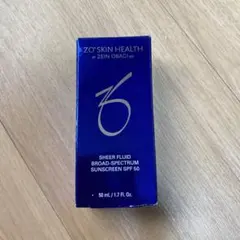 ZO® SKIN HEALTH
BY ZEIN OBAGI MD
SHEER FLUID
BROAD-SPECTRUM
SUNSCREEN SPF 50
50 mL / 1.7 Fl. Oz.